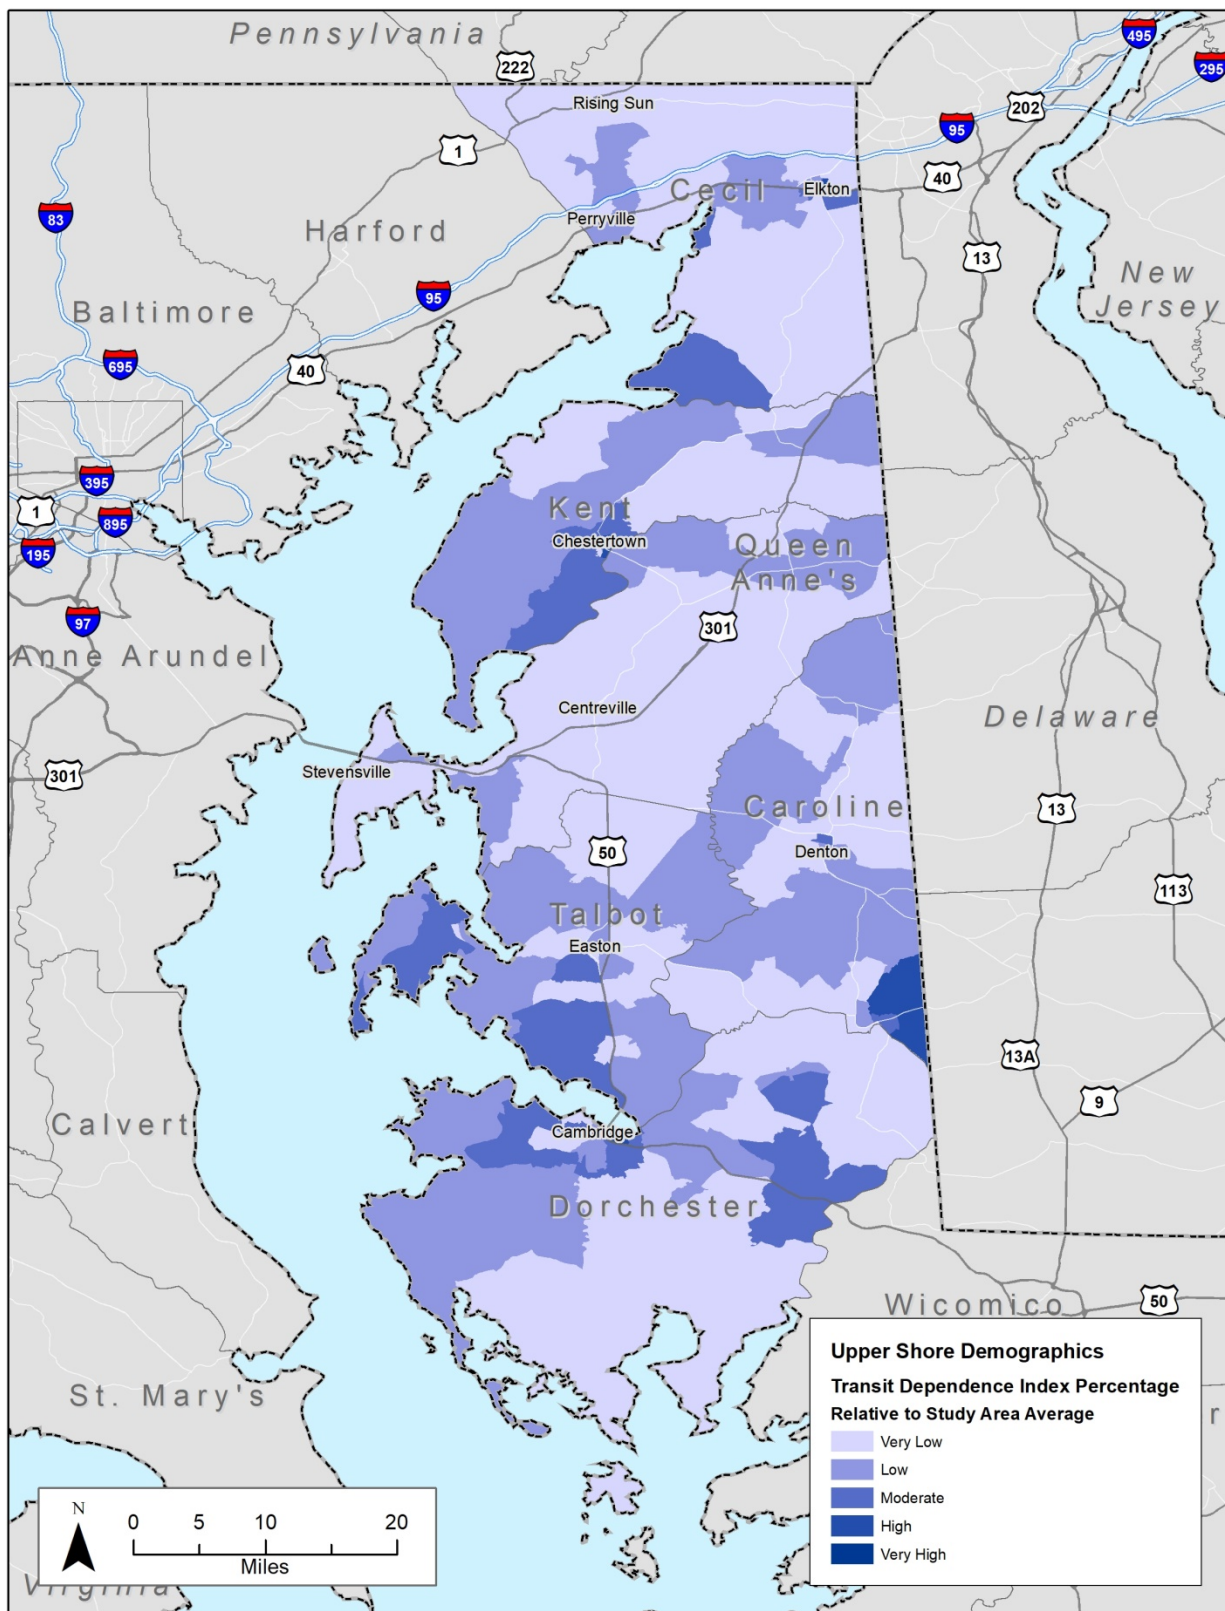 Pennsylvania
222
495
295
202
Rising Sun
95
1
40
Elkton
Cecil
83
Perryville
Harford
13
New
Jersey
95
Baltimore
695
40
395
1
895
195
Kent
Chestertown
Queen
Anne's
97
301
Anne Arundel
Centreville
Delaware
Stevensville
301
Caroline
13
50
Denton
113
Talbot
Easton
13A
9
Calvert
Cambridge
Dorchester
Wicomico
50
St. Mary's
r
Upper Shore Demographics
Transit Dependence Index Percentage
Relative to Study Area Average
Very Low
Low
Moderate
High
Very High
N
0 5 10 20
Miles
Virginia